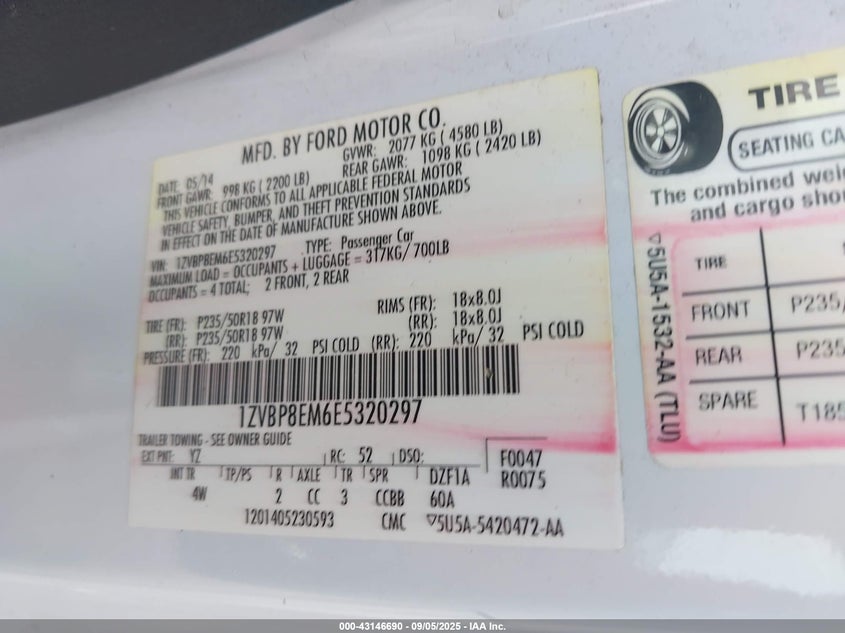 MFD. BY FORD MOTOR CO.
DATE: 05/14 GVWR: 2077 KG ( 4580 LB)
FRONT GAWR: 998 KG ( 2200 LB) REAR GAWR: 1098 KG ( 2420 LB)
THIS VEHICLE CONFORMS TO ALL APPLICABLE FEDERAL MOTOR
VEHICLE SAFETY, BUMPER, AND THEFT PREVENTION STANDARDS
IN EFFECT ON THE DATE OF MANUFACTURE SHOWN ABOVE.
VIN: 1ZVBP8EM6E5320297 TYPE: Passenger Car
MAXIMUM LOAD = OCCUPANTS + LUGGAGE = 317KG/ 700LB
OCCUPANTS = 4 TOTAL; 2 FRONT, 2 REAR
TIRE (FR): P235/50R18 97W RIMS (FR): 18x8.0J
(RR): P235/50R18 97W (RR): 18x8.0J
PRESSURE (FR): 220 kPa/ 32 PSI COLD (RR): 220 kPa/ 32 PSI COLD
1ZVBP8EM6E5320297
TRAILER TOWING - SEE OWNER GUIDE
EXT PNT: YZ RC: 52 DSO: F0047
INT TR TP/PS R AXLE TR SPR DZF1A R0075
4W 2 CC 3 CCBB 60A
1201405230593 CMC ▽5U5A-5420472-AA
TIRE
SEATING CA
The combined wei
and cargo sho
▽5U5A-1532-AA (TLU)
TIRE
FRONT P235/
REAR P235
SPARE T185
000-43146690 - 09/05/2025 - IAA Inc.